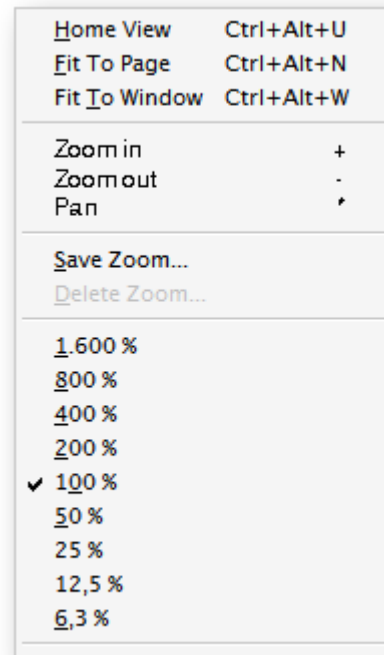 Home View Ctrl+Alt+U
Fit To Page Ctrl+Alt+N
Fit To Window Ctrl+Alt+W
Zoom in +
Zoom out -
Pan *
Save Zoom...
Delete Zoom...
1.600 %
800 %
400 %
200 %
100 %
50 %
25 %
12,5 %
6,3 %